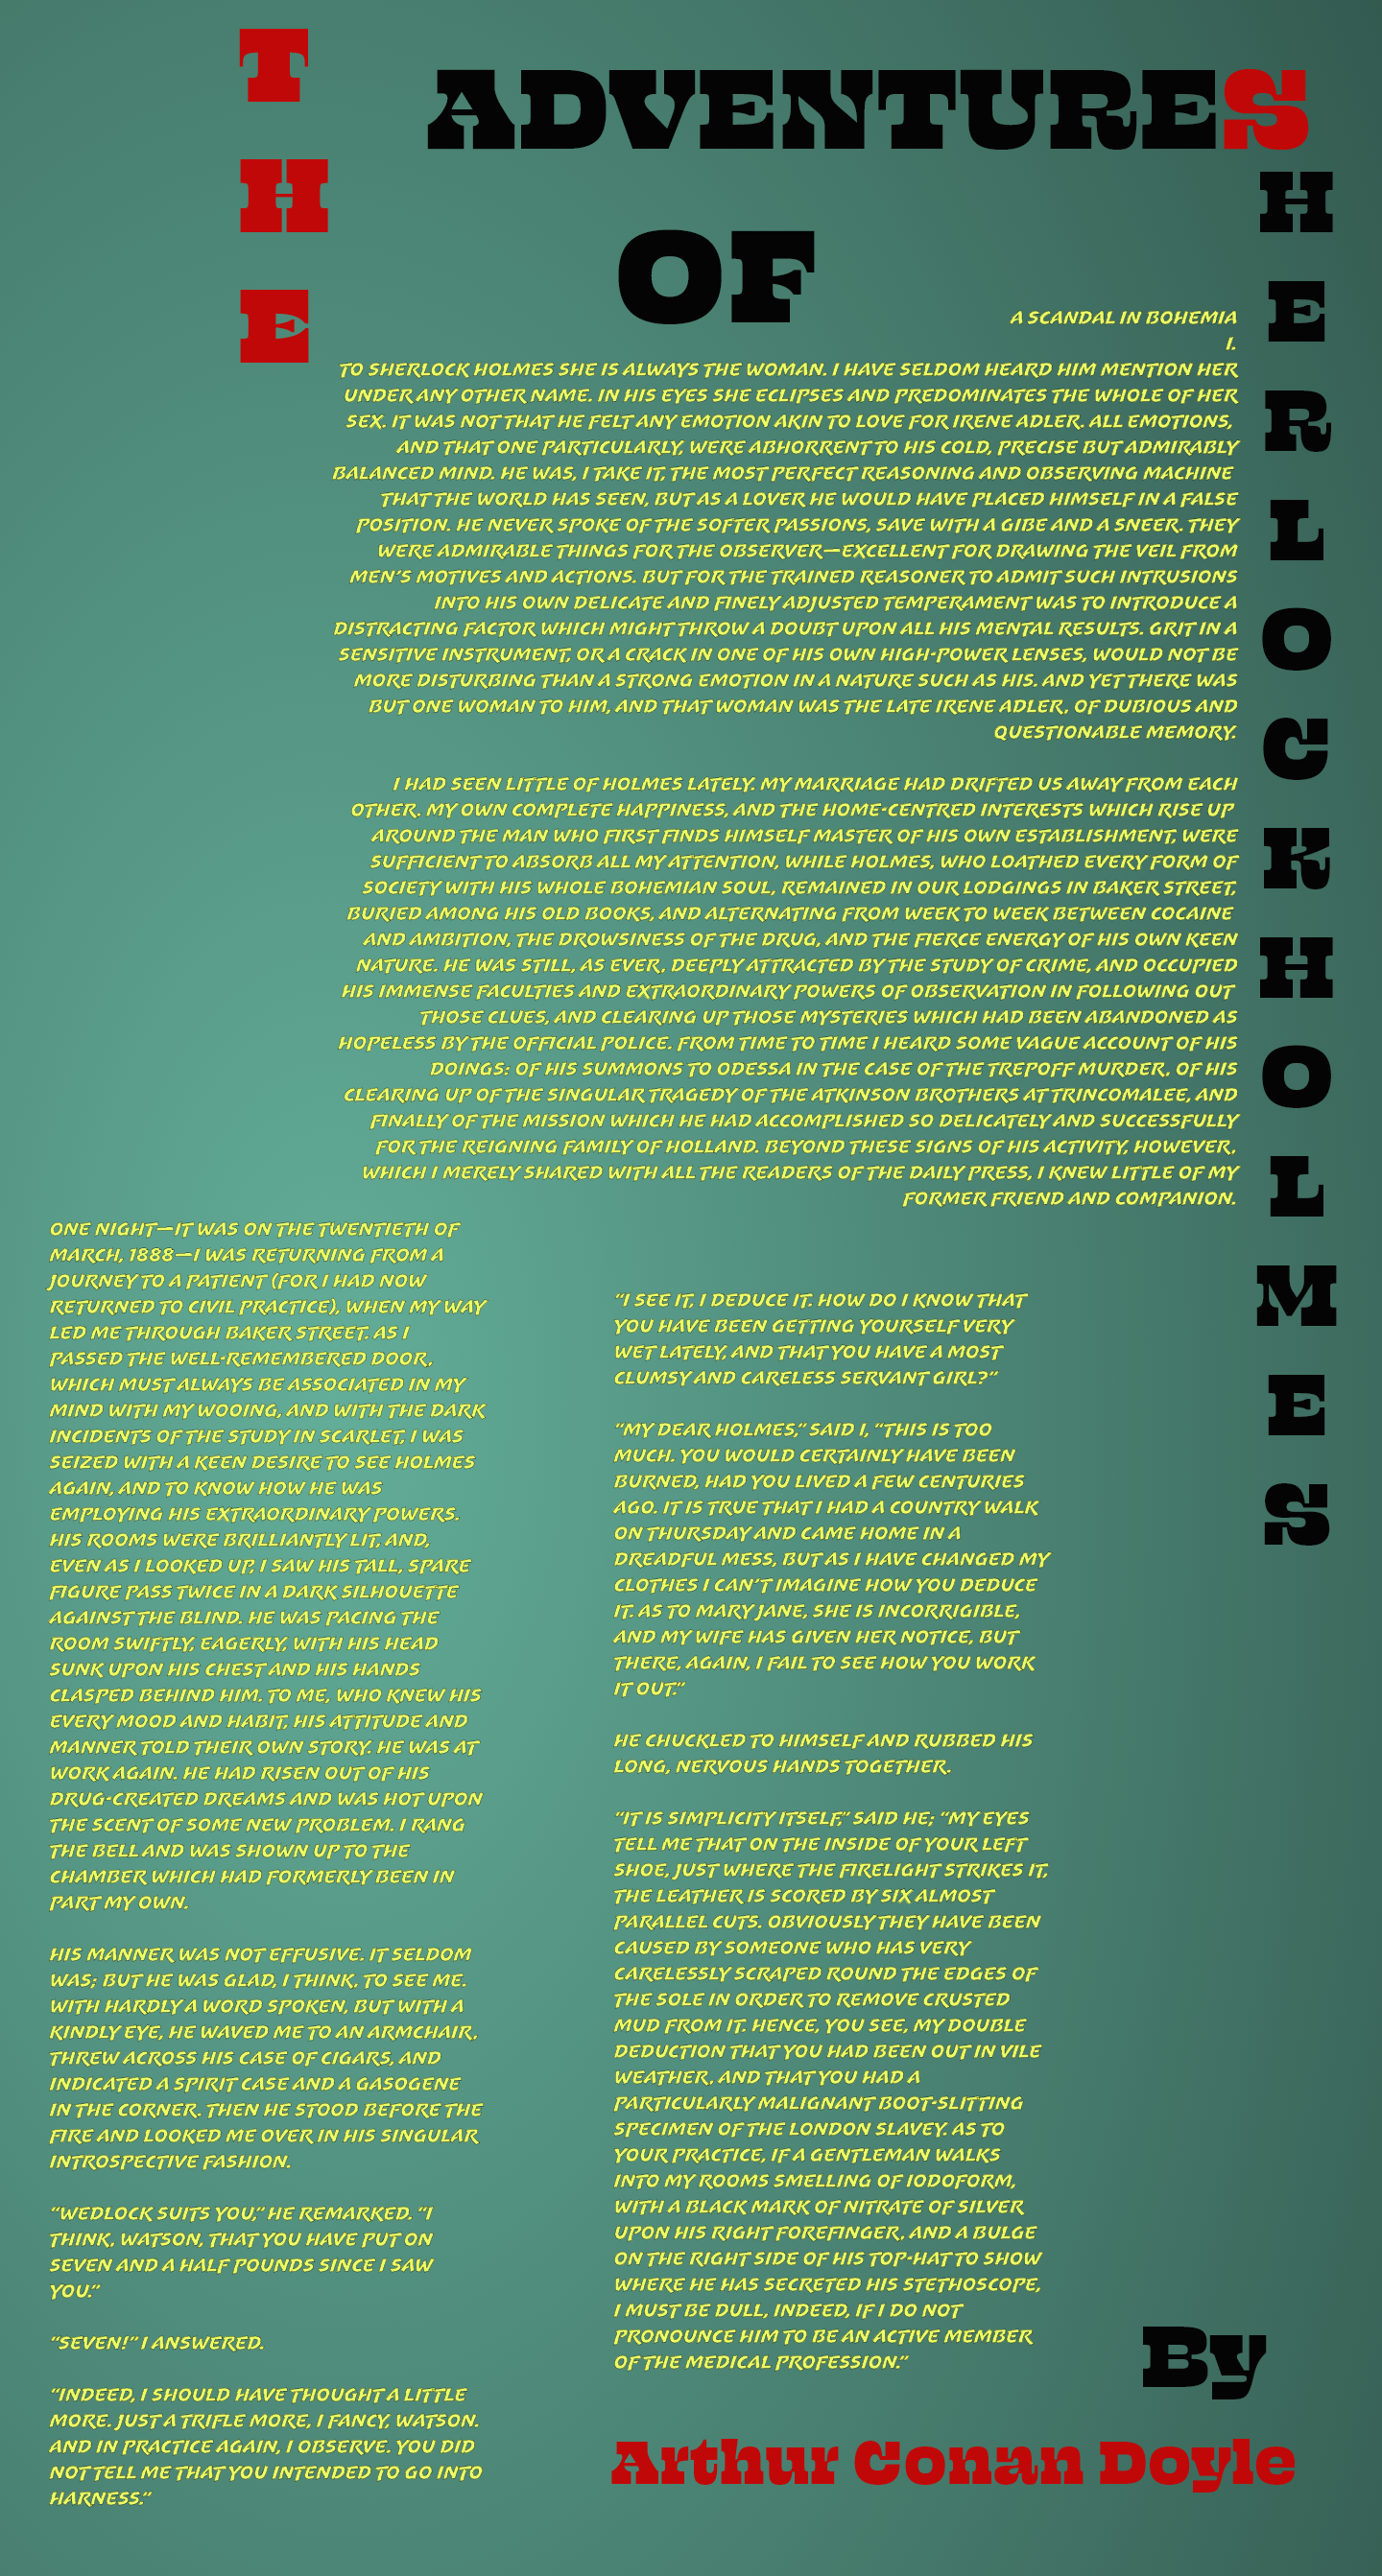 THE
ADVENTURES
OF
SHERLOCK HOLMES
A SCANDAL IN BOHEMIA
I.
TO SHERLOCK HOLMES SHE IS ALWAYS THE WOMAN. I HAVE SELDOM HEARD HIM MENTION HER
UNDER ANY OTHER NAME. IN HIS EYES SHE ECLIPSES AND PREDOMINATES THE WHOLE OF HER
SEX. IT WAS NOT THAT HE FELT ANY EMOTION AKIN TO LOVE FOR IRENE ADLER. ALL EMOTIONS,
AND THAT ONE PARTICULARLY, WERE ABHORRENT TO HIS COLD, PRECISE BUT ADMIRABLY
BALANCED MIND. HE WAS, I TAKE IT, THE MOST PERFECT REASONING AND OBSERVING MACHINE
THAT THE WORLD HAS SEEN, BUT AS A LOVER HE WOULD HAVE PLACED HIMSELF IN A FALSE
POSITION. HE NEVER SPOKE OF THE SOFTER PASSIONS, SAVE WITH A GIBE AND A SNEER. THEY
WERE ADMIRABLE THINGS FOR THE OBSERVER—EXCELLENT FOR DRAWING THE VEIL FROM
MEN'S MOTIVES AND ACTIONS. BUT FOR THE TRAINED REASONER TO ADMIT SUCH INTRUSIONS
INTO HIS OWN DELICATE AND FINELY ADJUSTED TEMPERAMENT WAS TO INTRODUCE A
DISTRACTING FACTOR WHICH MIGHT THROW A DOUBT UPON ALL HIS MENTAL RESULTS. GRIT IN A
SENSITIVE INSTRUMENT, OR A CRACK IN ONE OF HIS OWN HIGH-POWER LENSES, WOULD NOT BE
MORE DISTURBING THAN A STRONG EMOTION IN A NATURE SUCH AS HIS. AND YET THERE WAS
BUT ONE WOMAN TO HIM, AND THAT WOMAN WAS THE LATE IRENE ADLER, OF DUBIOUS AND
QUESTIONABLE MEMORY.
I HAD SEEN LITTLE OF HOLMES LATELY. MY MARRIAGE HAD DRIFTED US AWAY FROM EACH
OTHER. MY OWN COMPLETE HAPPINESS, AND THE HOME-CENTRED INTERESTS WHICH RISE UP
AROUND THE MAN WHO FIRST FINDS HIMSELF MASTER OF HIS OWN ESTABLISHMENT, WERE
SUFFICIENT TO ABSORB ALL MY ATTENTION, WHILE HOLMES, WHO LOATHED EVERY FORM OF
SOCIETY WITH HIS WHOLE BOHEMIAN SOUL, REMAINED IN OUR LODGINGS IN BAKER STREET,
BURIED AMONG HIS OLD BOOKS, AND ALTERNATING FROM WEEK TO WEEK BETWEEN COCAINE
AND AMBITION, THE DROWSINESS OF THE DRUG, AND THE FIERCE ENERGY OF HIS OWN KEEN
NATURE. HE WAS STILL, AS EVER, DEEPLY ATTRACTED BY THE STUDY OF CRIME, AND OCCUPIED
HIS IMMENSE FACULTIES AND EXTRAORDINARY POWERS OF OBSERVATION IN FOLLOWING OUT
THOSE CLUES, AND CLEARING UP THOSE MYSTERIES WHICH HAD BEEN ABANDONED AS
HOPELESS BY THE OFFICIAL POLICE. FROM TIME TO TIME I HEARD SOME VAGUE ACCOUNT OF HIS
DOINGS: OF HIS SUMMONS TO ODESSA IN THE CASE OF THE TREPOFF MURDER, OF HIS
CLEARING UP OF THE SINGULAR TRAGEDY OF THE ATKINSON BROTHERS AT TRINCOMALEE, AND
FINALLY OF THE MISSION WHICH HE HAD ACCOMPLISHED SO DELICATELY AND SUCCESSFULLY
FOR THE REIGNING FAMILY OF HOLLAND. BEYOND THESE SIGNS OF HIS ACTIVITY, HOWEVER,
WHICH I MERELY SHARED WITH ALL THE READERS OF THE DAILY PRESS, I KNEW LITTLE OF MY
FORMER FRIEND AND COMPANION.
ONE NIGHT—IT WAS ON THE TWENTIETH OF
MARCH, 1888—I WAS RETURNING FROM A
JOURNEY TO A PATIENT (FOR I HAD NOW
RETURNED TO CIVIL PRACTICE), WHEN MY WAY
LED ME THROUGH BAKER STREET. AS I
PASSED THE WELL-REMEMBERED DOOR,
WHICH MUST ALWAYS BE ASSOCIATED IN MY
MIND WITH MY WOOING, AND WITH THE DARK
INCIDENTS OF THE STUDY IN SCARLET, I WAS
SEIZED WITH A KEEN DESIRE TO SEE HOLMES
AGAIN, AND TO KNOW HOW HE WAS
EMPLOYING HIS EXTRAORDINARY POWERS.
HIS ROOMS WERE BRILLIANTLY LIT, AND,
EVEN AS I LOOKED UP, I SAW HIS TALL, SPARE
FIGURE PASS TWICE IN A DARK SILHOUETTE
AGAINST THE BLIND. HE WAS PACING THE
ROOM SWIFTLY, EAGERLY, WITH HIS HEAD
SUNK UPON HIS CHEST AND HIS HANDS
CLASPED BEHIND HIM. TO ME, WHO KNEW HIS
EVERY MOOD AND HABIT, HIS ATTITUDE AND
MANNER TOLD THEIR OWN STORY. HE WAS AT
WORK AGAIN. HE HAD RISEN OUT OF HIS
DRUG-CREATED DREAMS AND WAS HOT UPON
THE SCENT OF SOME NEW PROBLEM. I RANG
THE BELL AND WAS SHOWN UP TO THE
CHAMBER WHICH HAD FORMERLY BEEN IN
PART MY OWN.
HIS MANNER WAS NOT EFFUSIVE. IT SELDOM
WAS; BUT HE WAS GLAD, I THINK, TO SEE ME.
WITH HARDLY A WORD SPOKEN, BUT WITH A
KINDLY EYE, HE WAVED ME TO AN ARMCHAIR,
THREW ACROSS HIS CASE OF CIGARS, AND
INDICATED A SPIRIT CASE AND A GASOGENE
IN THE CORNER. THEN HE STOOD BEFORE THE
FIRE AND LOOKED ME OVER IN HIS SINGULAR
INTROSPECTIVE FASHION.
“WEDLOCK SUITS YOU,” HE REMARKED. “I
THINK, WATSON, THAT YOU HAVE PUT ON
SEVEN AND A HALF POUNDS SINCE I SAW
YOU.”
“SEVEN!” I ANSWERED.
“INDEED, I SHOULD HAVE THOUGHT A LITTLE
MORE. JUST A TRIFLE MORE, I FANCY, WATSON.
AND IN PRACTICE AGAIN, I OBSERVE. YOU DID
NOT TELL ME THAT YOU INTENDED TO GO INTO
HARNESS.”
“I SEE IT, I DEDUCE IT. HOW DO I KNOW THAT
YOU HAVE BEEN GETTING YOURSELF VERY
WET LATELY, AND THAT YOU HAVE A MOST
CLUMSY AND CARELESS SERVANT GIRL?”
“MY DEAR HOLMES,” SAID I, “THIS IS TOO
MUCH. YOU WOULD CERTAINLY HAVE BEEN
BURNED, HAD YOU LIVED A FEW CENTURIES
AGO. IT IS TRUE THAT I HAD A COUNTRY WALK
ON THURSDAY AND CAME HOME IN A
DREADFUL MESS, BUT AS I HAVE CHANGED MY
CLOTHES I CAN'T IMAGINE HOW YOU DEDUCE
IT. AS TO MARY JANE, SHE IS INCORRIGIBLE,
AND MY WIFE HAS GIVEN HER NOTICE, BUT
THERE, AGAIN, I FAIL TO SEE HOW YOU WORK
IT OUT.”
HE CHUCKLED TO HIMSELF AND RUBBED HIS
LONG, NERVOUS HANDS TOGETHER.
“IT IS SIMPLICITY ITSELF,” SAID HE; “MY EYES
TELL ME THAT ON THE INSIDE OF YOUR LEFT
SHOE, JUST WHERE THE FIRELIGHT STRIKES IT,
THE LEATHER IS SCORED BY SIX ALMOST
PARALLEL CUTS. OBVIOUSLY THEY HAVE BEEN
CAUSED BY SOMEONE WHO HAS VERY
CARELESSLY SCRAPED ROUND THE EDGES OF
THE SOLE IN ORDER TO REMOVE CRUSTED
MUD FROM IT. HENCE, YOU SEE, MY DOUBLE
DEDUCTION THAT YOU HAD BEEN OUT IN VILE
WEATHER, AND THAT YOU HAD A
PARTICULARLY MALIGNANT BOOT-SLITTING
SPECIMEN OF THE LONDON SLAVEY. AS TO
YOUR PRACTICE, IF A GENTLEMAN WALKS
INTO MY ROOMS SMELLING OF IODOFORM,
WITH A BLACK MARK OF NITRATE OF SILVER
UPON HIS RIGHT FOREFINGER, AND A BULGE
ON THE RIGHT SIDE OF HIS TOP-HAT TO SHOW
WHERE HE HAS SECRETED HIS STETHOSCOPE,
I MUST BE DULL, INDEED, IF I DO NOT
PRONOUNCE HIM TO BE AN ACTIVE MEMBER
OF THE MEDICAL PROFESSION.”
By
Arthur Conan Doyle